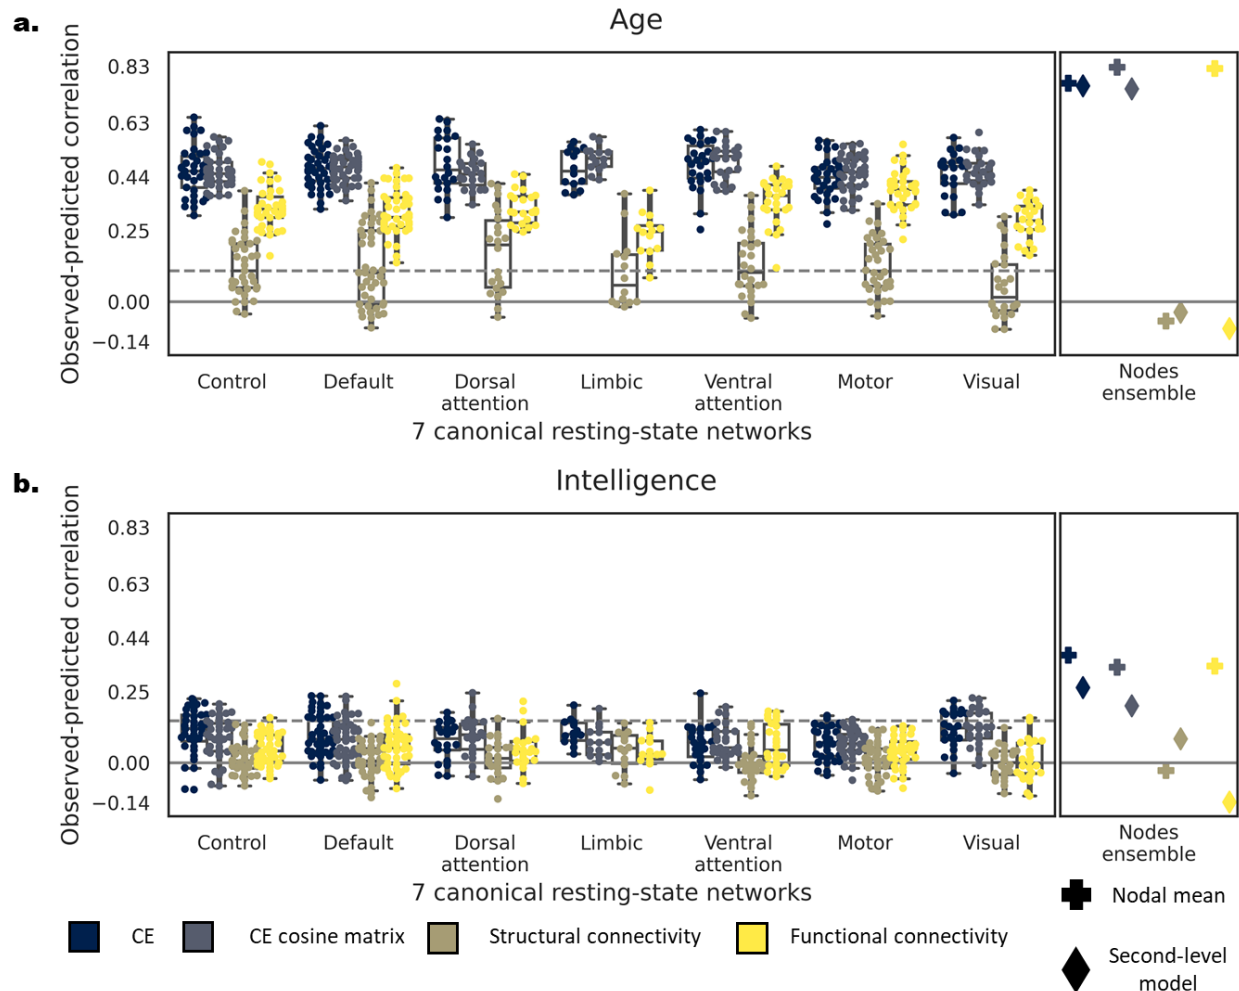 a.
Age
Observed-predicted correlation
0.83
0.63
0.44
0.25
0.00
−0.14
Control
Default
Dorsal
attention
Limbic
Ventral
attention
Motor
Visual
Nodes
ensemble
7 canonical resting-state networks
b.
Intelligence
Observed-predicted correlation
0.83
0.63
0.44
0.25
0.00
−0.14
Control
Default
Dorsal
attention
Limbic
Ventral
attention
Motor
Visual
Nodes
ensemble
7 canonical resting-state networks
Nodal mean
CE
CE cosine matrix
Structural connectivity
Functional connectivity
Second-level
model